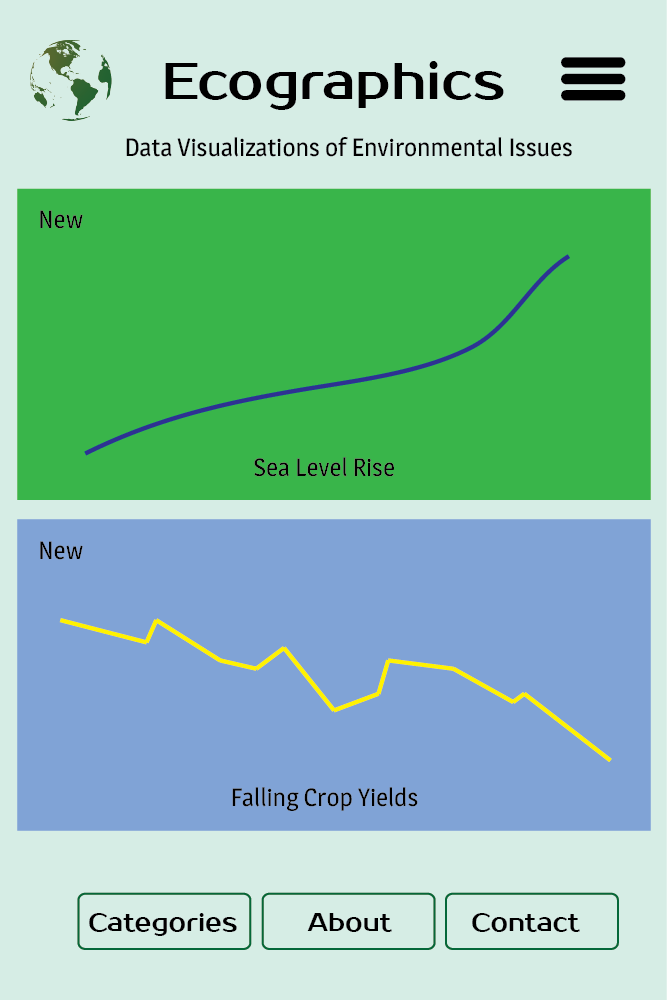 Ecographics
Data Visualizations of Environmental Issues
New
Sea Level Rise
New
Falling Crop Yields
Categories
About
Contact